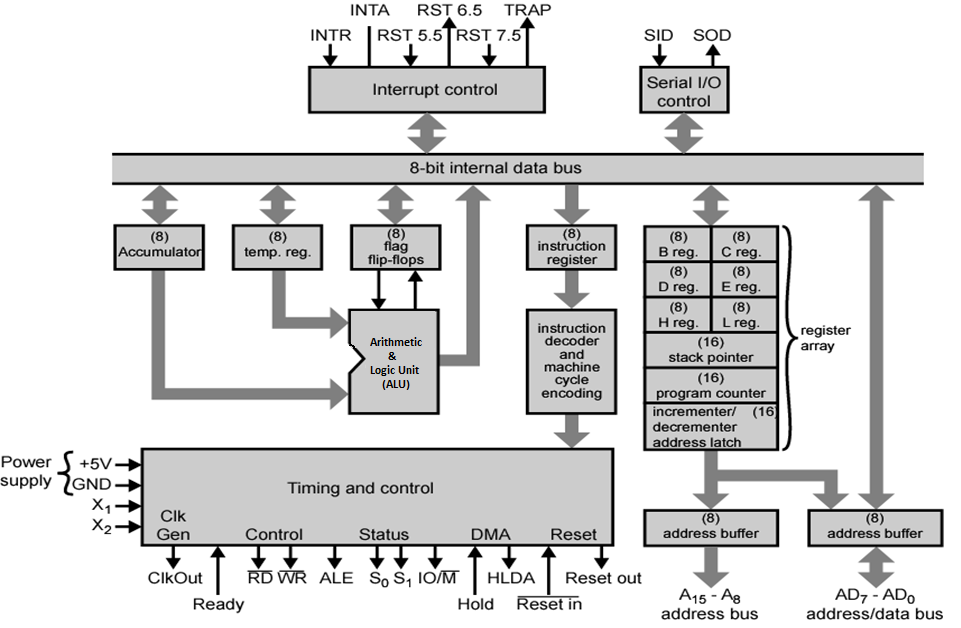 INTA RST 6.5 TRAP
INTR RST 5.5 RST 7.5
SID SOD
Interrupt control
Serial I/O
control
8-bit internal data bus
(8)
Accumulator
(8)
temp. reg.
(8)
flag
flip-flops
(8)
instruction
register
(8)
B reg.
(8)
C reg.
(8)
D reg.
(8)
E reg.
(8)
H reg.
(8)
L reg.
(16)
stack pointer
(16)
program counter
incrementer/ (16)
decrementer
address latch
register
array
Arithmetic
&
Logic Unit
(ALU)
instruction
decoder
and
machine
cycle
encoding
Power
supply
+5V
GND
X1
X2
Timing and control
Clk
Gen
Control
Status
DMA
Reset
ClkOut
Ready
R̅D̅ W̅R̅
ALE
S0 S1 IO/M̅
Hold
HLDA
R̅e̅s̅e̅t̅ ̅i̅n̅
Reset out
(8)
address buffer
(8)
address buffer
A15 - A8
address bus
AD7 - AD0
address/data bus